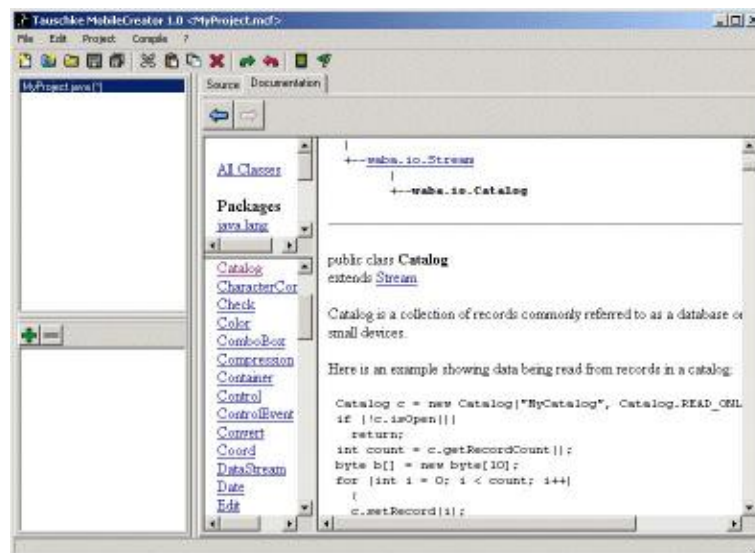 Tauschke MobileCreator 1.0 <MyProject.mcf>
File Edit Project Compile ?
MyProject.java [*]
Source Documentation
All Classes
Packages
java.lang
Catalog
CharacterCor
Check
Color
ComboBox
Compression
Container
Control
ControlEvent
Convert
Coord
DataStream
Date
Edit
|
+--waba.io.Stream
|
+--waba.io.Catalog
public class Catalog
extends Stream
Catalog is a collection of records commonly referred to as a database on
small devices.
Here is an example showing data being read from records in a catalog:
Catalog c = new Catalog("MyCatalog", Catalog.READ_ONL
if (!c.isOpen())
return;
int count = c.getRecordCount();
byte b[] = new byte[10];
for (int i = 0; i < count; i++)
{
c.setRecord(i);